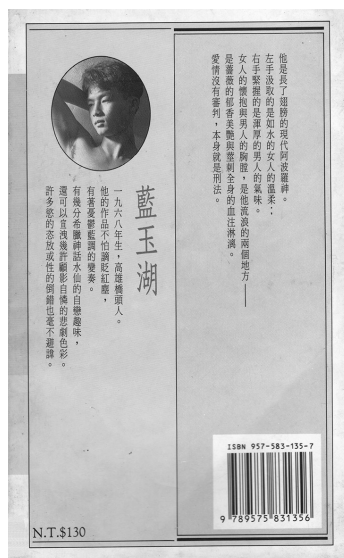 他是長了翅膀的現代阿波羅神。
左手汲取的是如水的女人的溫柔；
右手緊握的是渾厚的男人的氣味。
女人的懷抱與男人的胸膛，是他流浪的兩個地方——
是薔薇的郁香美艷與莖刺全身的血注淋漓。
愛情沒有審判，本身就是刑法。
藍玉湖
一九六八年生，高雄橋頭人。
他的作品不怕謫貶紅塵，
有著憂鬱藍調的變奏。
有幾分希臘神話水仙的自戀趣味，
還可以宣洩幾許顧影自憐的悲劇色彩。
許多慾的恣放或性的倒錯也毫不避諱。
ISBN 957-583-135-7
9 789575 831356
N.T.$130